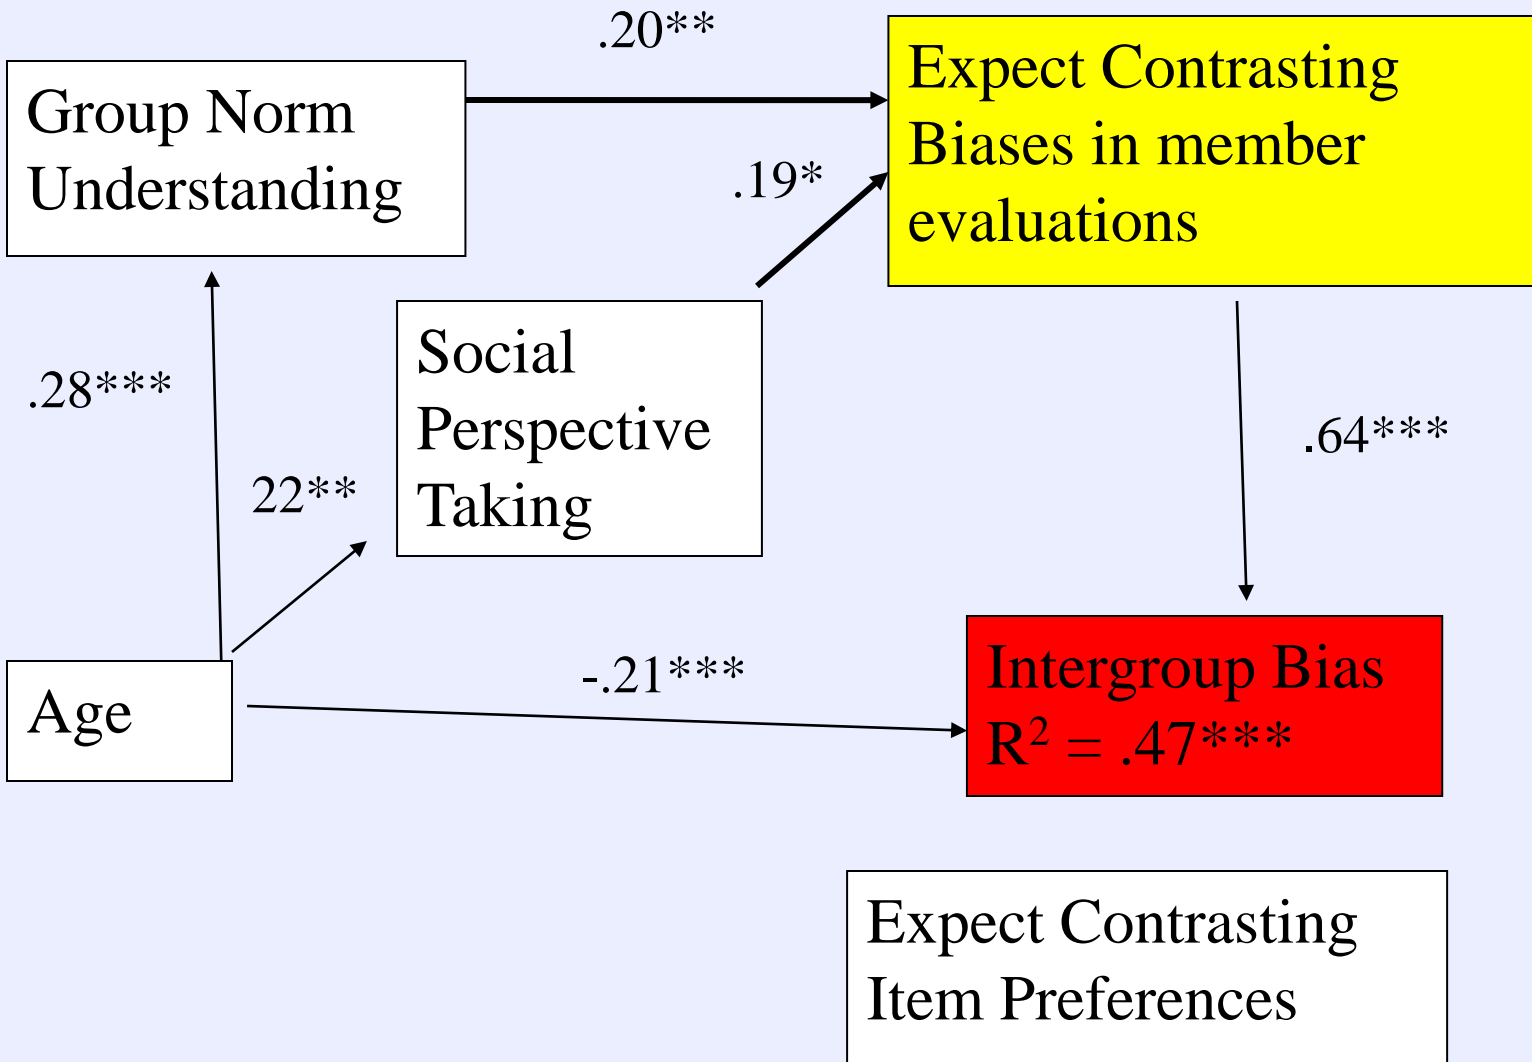 .20**
Expect Contrasting
Biases in member
evaluations
Group Norm
Understanding
.19*
Social
Perspective
Taking
.28***
.64***
22**
Age
-.21***
Intergroup Bias
R² = .47***
Expect Contrasting
Item Preferences